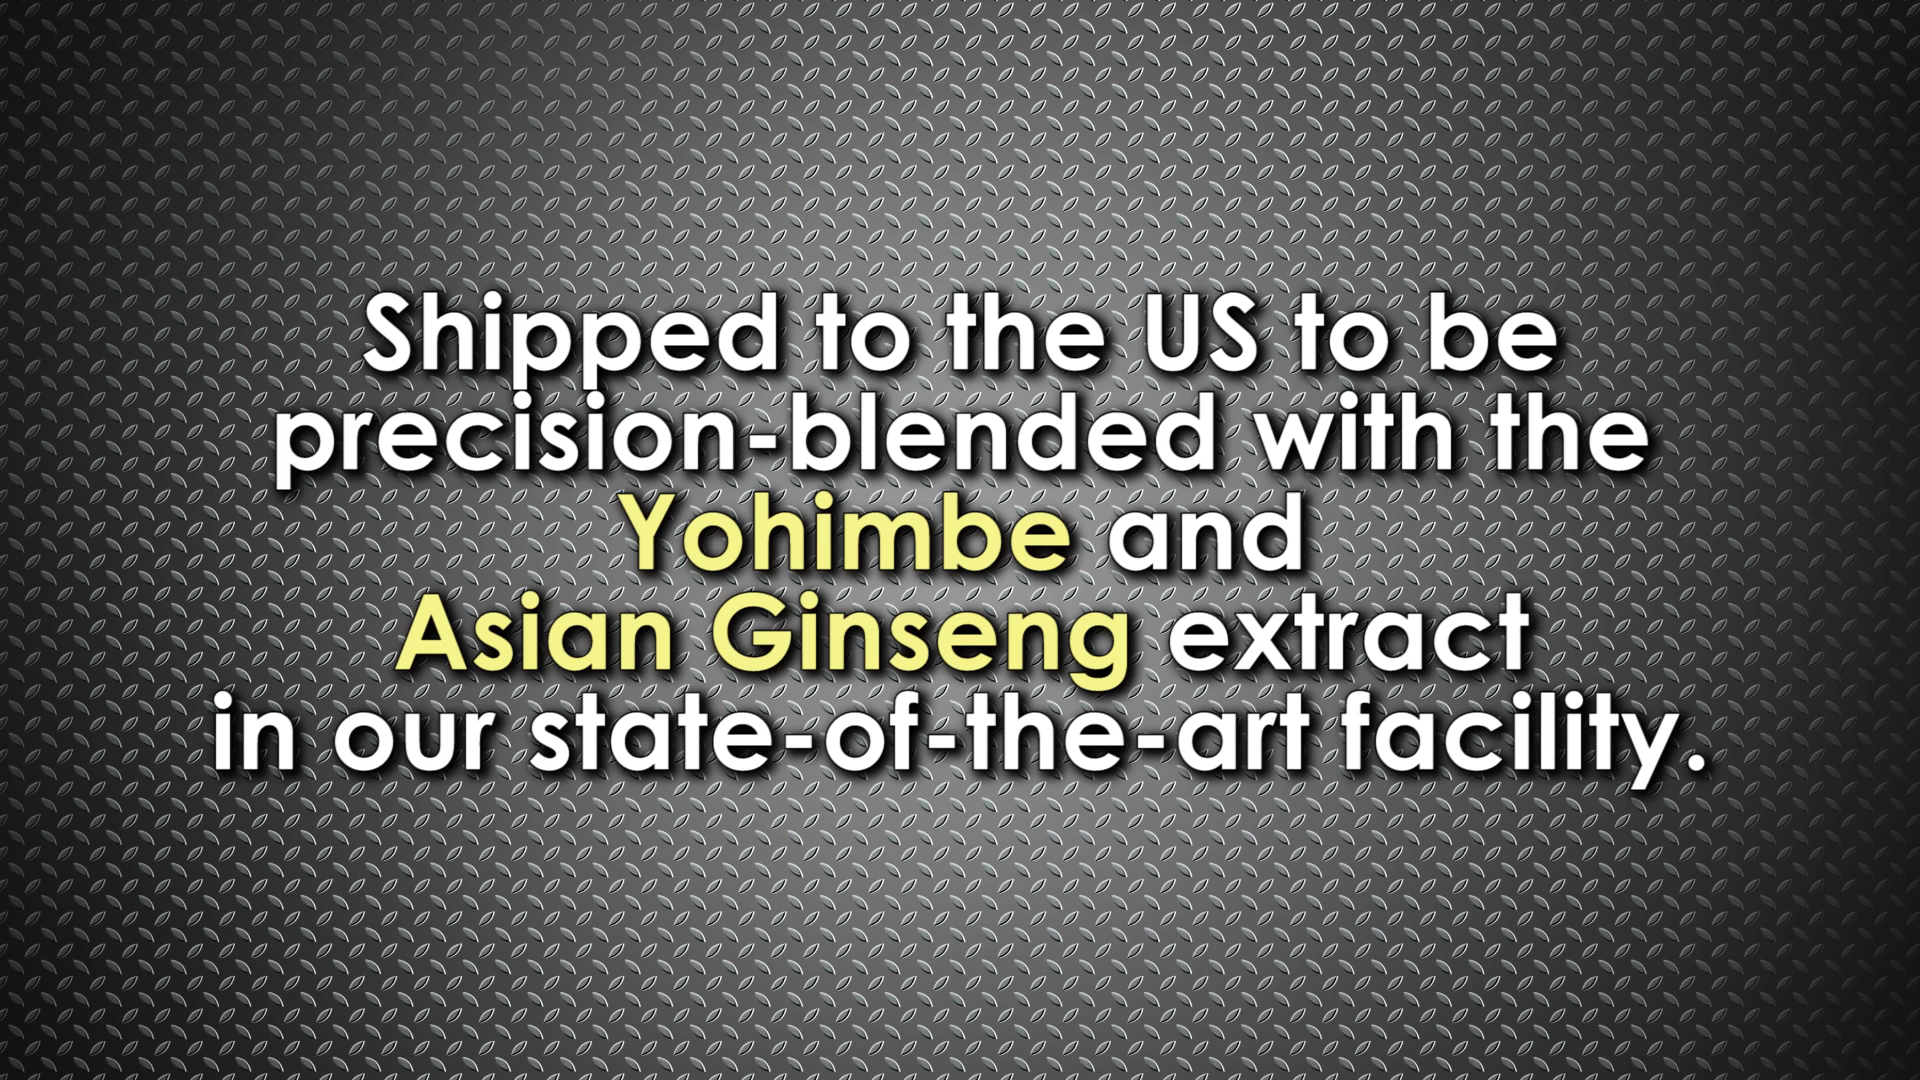 Shipped to the US to be
precision-blended with the
Yohimbe and
Asian Ginseng extract
in our state-of-the-art facility.